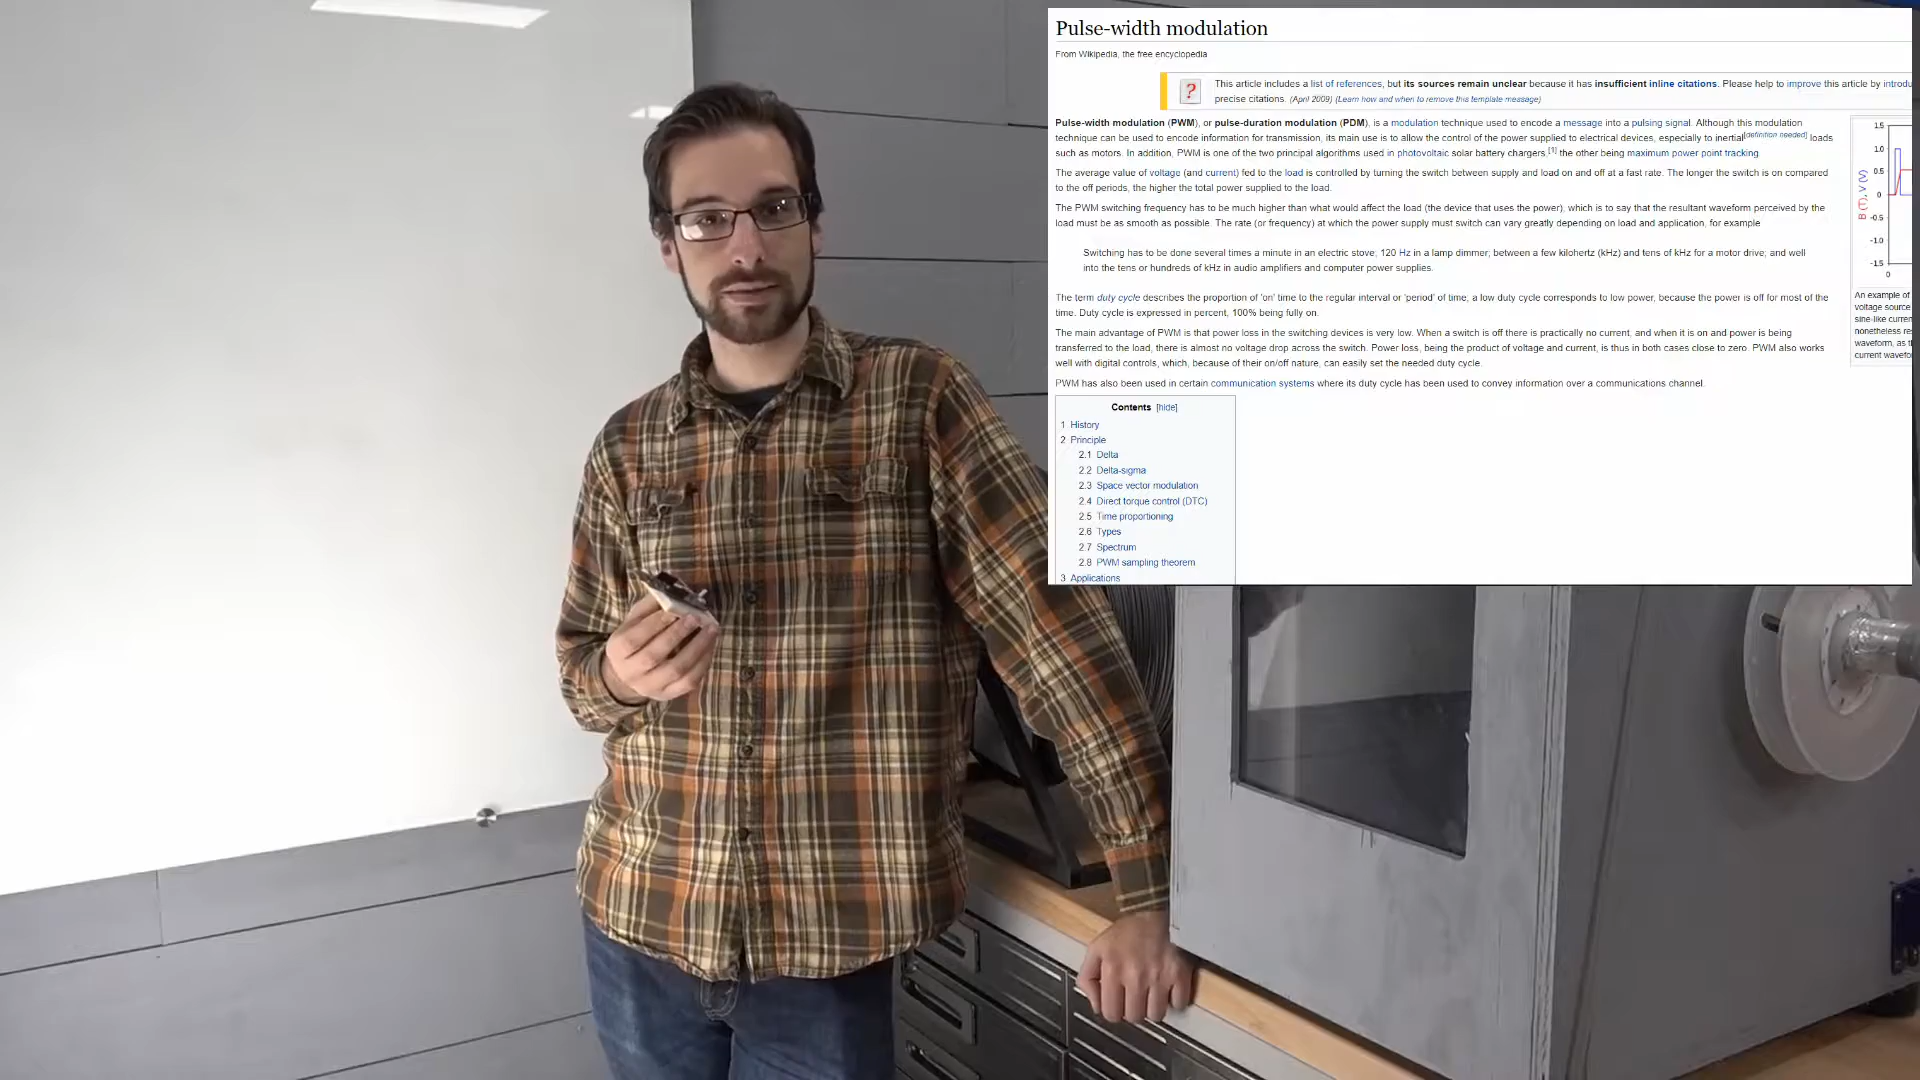 Pulse-width modulation
From Wikipedia, the free encyclopedia
? This article includes a list of references, but its sources remain unclear because it has insufficient inline citations. Please help to improve this article by
precise citations. (April 2009) (Learn how and when to remove this template message)
Pulse-width modulation (PWM), or pulse-duration modulation (PDM), is a modulation technique used to encode a message into a pulsing signal. Although this modulation
technique can be used to encode information for transmission, its main use is to allow the control of the power supplied to electrical devices, especially to inertial[definition needed] loads
such as motors. In addition, PWM is one of the two principal algorithms used in photovoltaic solar battery chargers,[1] the other being maximum power point tracking
The average value of voltage (and current) fed to the load is controlled by turning the switch between supply and load on and off at a fast rate. The longer the switch is on compared
to the off periods, the higher the total power supplied to the load.
The PWM switching frequency has to be much higher than what would affect the load (the device that uses the power), which is to say that the resultant waveform perceived by the
load must be as smooth as possible. The rate (or frequency) at which the power supply must switch can vary greatly depending on load and application, for example
Switching has to be done several times a minute in an electric stove; 120 Hz in a lamp dimmer; between a few kilohertz (kHz) and tens of kHz for a motor drive; and well
into the tens or hundreds of kHz in audio amplifiers and computer power supplies.
The term duty cycle describes the proportion of 'on' time to the regular interval or 'period' of time; a low duty cycle corresponds to low power, because the power is off for most of the
time. Duty cycle is expressed in percent, 100% being fully on.
The main advantage of PWM is that power loss in the switching devices is very low. When a switch is off there is practically no current, and when it is on and power is being
transferred to the load, there is almost no voltage drop across the switch. Power loss, being the product of voltage and current, is thus in both cases close to zero. PWM also works
well with digital controls, which, because of their on/off nature, can easily set the needed duty cycle.
PWM has also been used in certain communication systems where its duty cycle has been used to convey information over a communications channel.
Contents [hide]
1 History
2 Principle
2.1 Delta
2.2 Delta-sigma
2.3 Space vector modulation
2.4 Direct torque control (DTC)
2.5 Time proportioning
2.6 Types
2.7 Spectrum
2.8 PWM sampling theorem
3 Applications
B (T), V (V)
1.5
1.0
0.5
0
-0.5
-1.0
-1.5
0
An example of
voltage source
sine-like
nonetheless
waveform, as
current